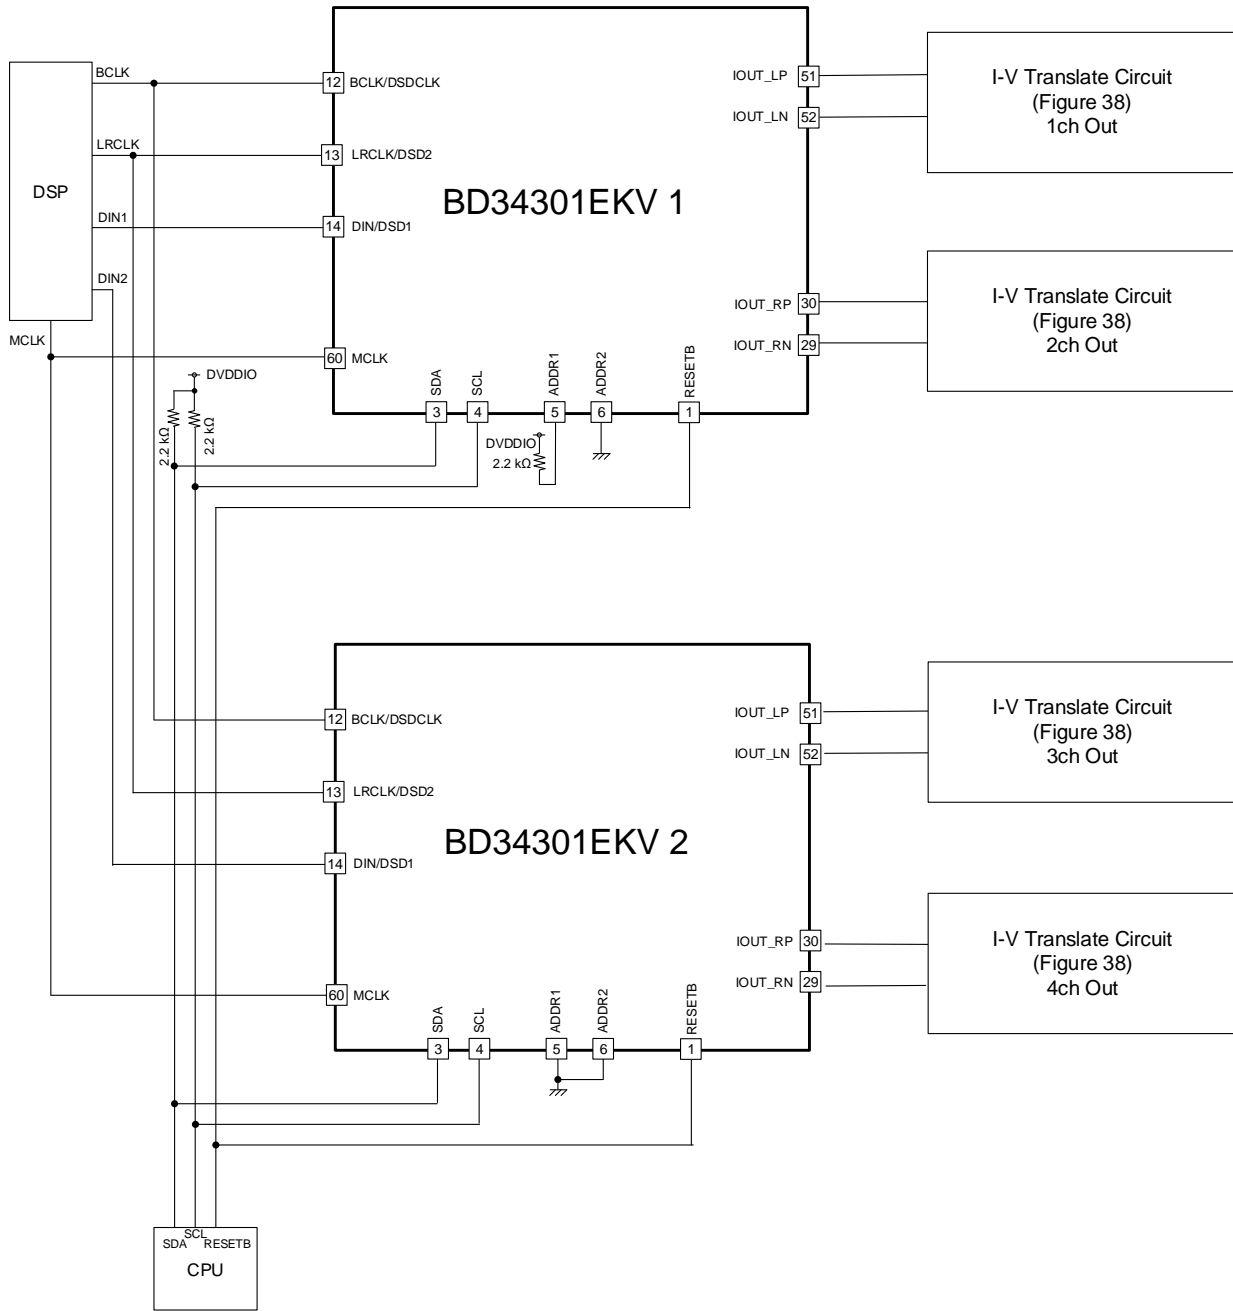 DSP
BCLK
LRCLK
DIN1
DIN2
MCLK
BD34301EKV 1
12 BCLK/DSDCLK
13 LRCLK/DSD2
14 DIN/DSD1
60 MCLK
IOUT_LP 51
IOUT_LN 52
IOUT_RP 30
IOUT_RN 29
SDA
SCL
ADDR1
ADDR2
RESETB
3
4
5
6
1
I-V Translate Circuit
(Figure 38)
1ch Out
I-V Translate Circuit
(Figure 38)
2ch Out
DVDDIO
2.2 kΩ
2.2 kΩ
DVDDIO
2.2 kΩ
BD34301EKV 2
12 BCLK/DSDCLK
13 LRCLK/DSD2
14 DIN/DSD1
60 MCLK
IOUT_LP 51
IOUT_LN 52
IOUT_RP 30
IOUT_RN 29
SDA
SCL
ADDR1
ADDR2
RESETB
3
4
5
6
1
I-V Translate Circuit
(Figure 38)
3ch Out
I-V Translate Circuit
(Figure 38)
4ch Out
SDA
SCL
RESETB
CPU